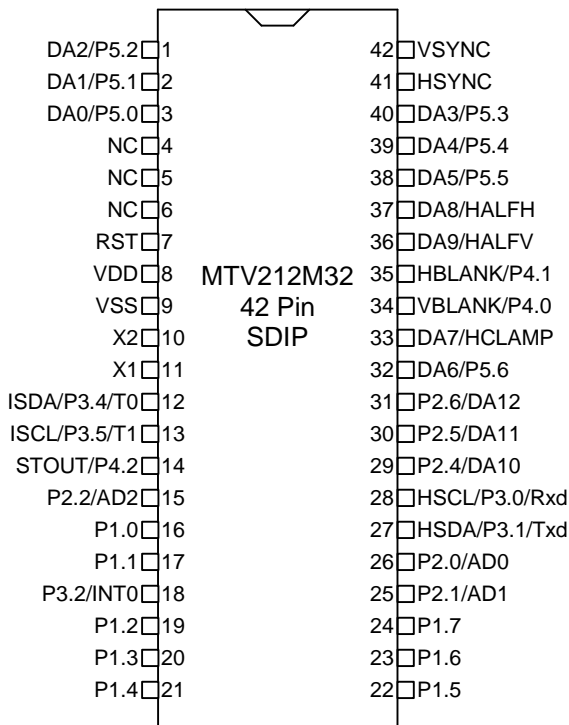 DA2/P5.2 1 42 VSYNC
DA1/P5.1 2 41 HSYNC
DA0/P5.0 3 40 DA3/P5.3
NC 4 39 DA4/P5.4
NC 5 38 DA5/P5.5
NC 6 37 DA8/HALFH
RST 7 36 DA9/HALFV
VDD 8 MTV212M32 35 HBLANK/P4.1
VSS 9 42 Pin 34 VBLANK/P4.0
X2 10 SDIP 33 DA7/HCLAMP
X1 11 32 DA6/P5.6
ISDA/P3.4/T0 12 31 P2.6/DA12
ISCL/P3.5/T1 13 30 P2.5/DA11
STOUT/P4.2 14 29 P2.4/DA10
P2.2/AD2 15 28 HSCL/P3.0/Rxd
P1.0 16 27 HSDA/P3.1/Txd
P1.1 17 26 P2.0/AD0
P3.2/INT0 18 25 P2.1/AD1
P1.2 19 24 P1.7
P1.3 20 23 P1.6
P1.4 21 22 P1.5